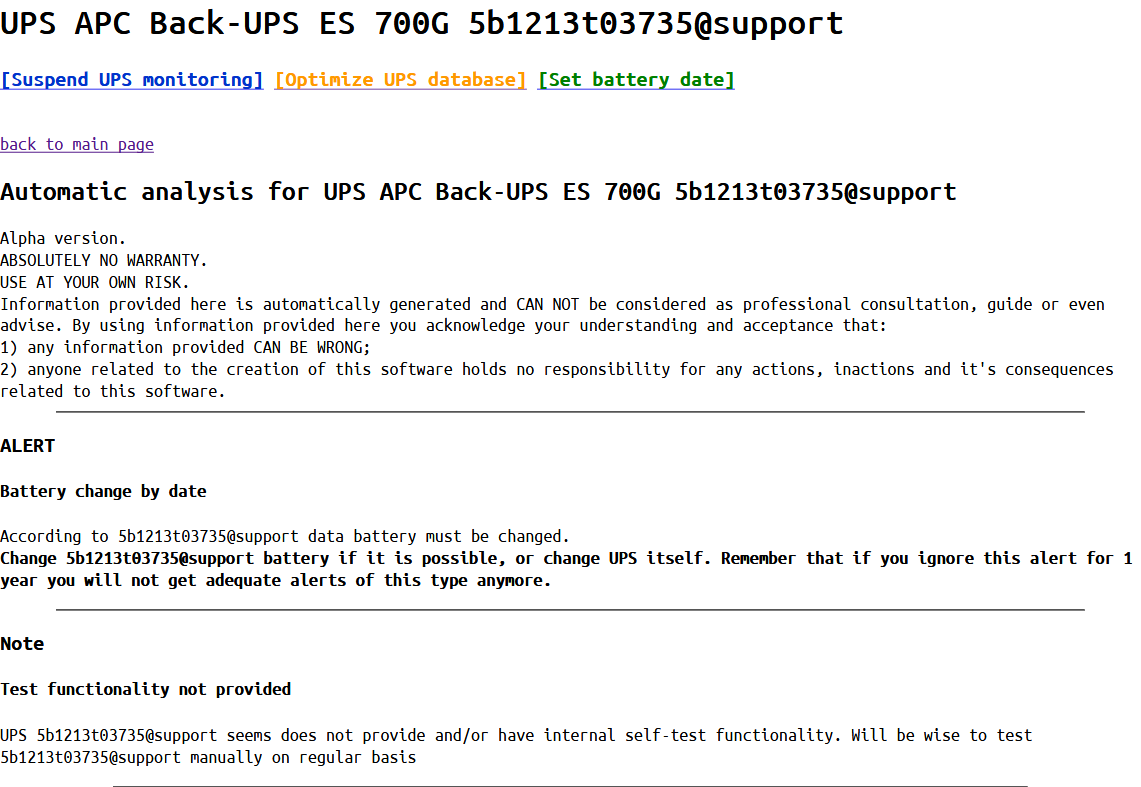 UPS APC Back-UPS ES 700G 5b1213t03735@support
[Suspend UPS monitoring] [Optimize UPS database] [Set battery date]
back to main page
Automatic analysis for UPS APC Back-UPS ES 700G 5b1213t03735@support
Alpha version.
ABSOLUTELY NO WARRANTY.
USE AT YOUR OWN RISK.
Information provided here is automatically generated and CAN NOT be considered as professional consultation, guide or even
advise. By using information provided here you acknowledge your understanding and acceptance that:
1) any information provided CAN BE WRONG;
2) anyone related to the creation of this software holds no responsibility for any actions, inactions and it's consequences
related to this software.
ALERT
Battery change by date
According to 5b1213t03735@support data battery must be changed.
Change 5b1213t03735@support battery if it is possible, or change UPS itself. Remember that if you ignore this alert for 1
year you will not get adequate alerts of this type anymore.
Note
Test functionality not provided
UPS 5b1213t03735@support seems does not provide and/or have internal self-test functionality. Will be wise to test
5b1213t03735@support manually on regular basis